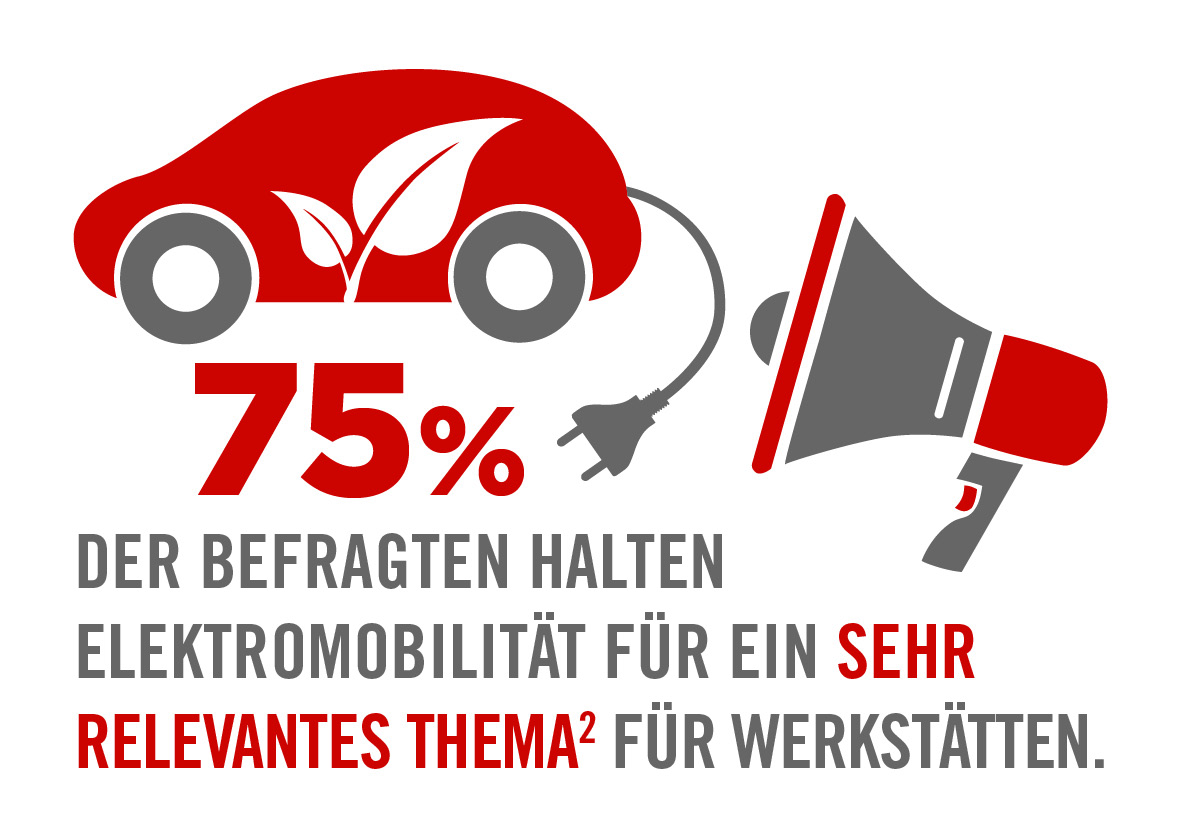 75%
DER BEFRAGTEN HALTEN
ELEKTROMOBILITÄT FÜR EIN SEHR
RELEVANTES THEMA² FÜR WERKSTÄTTEN.